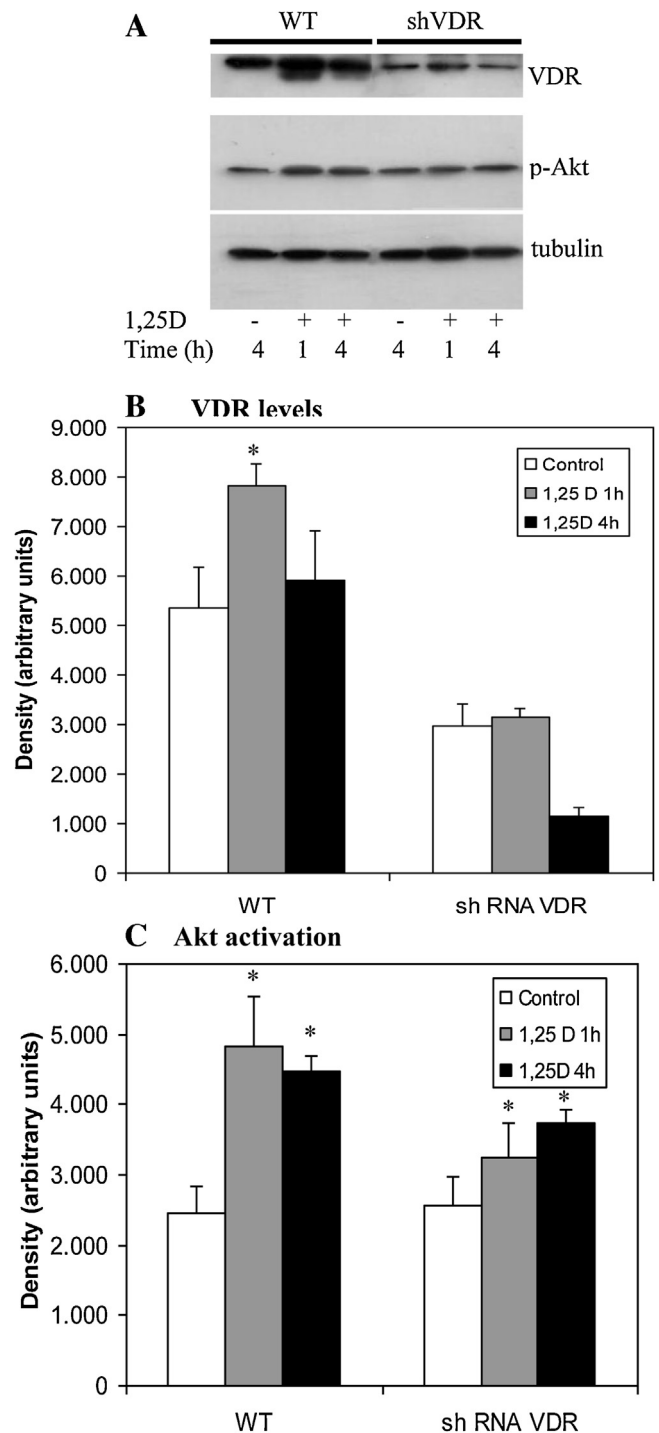 A
WT shVDR
VDR
p-Akt
tubulin
1,25D - + + - + +
Time (h) 4 1 4 4 1 4
B VDR levels
9.000
8.000
7.000
6.000
5.000
4.000
3.000
2.000
1.000
0
Density (arbitrary units)
*
Control
1,25 D 1h
1,25D 4h
WT sh RNA VDR
C Akt activation
6.000
5.000
4.000
3.000
2.000
1.000
0
Density (arbitrary units)
* * * *
Control
1,25 D 1h
1,25D 4h
WT sh RNA VDR